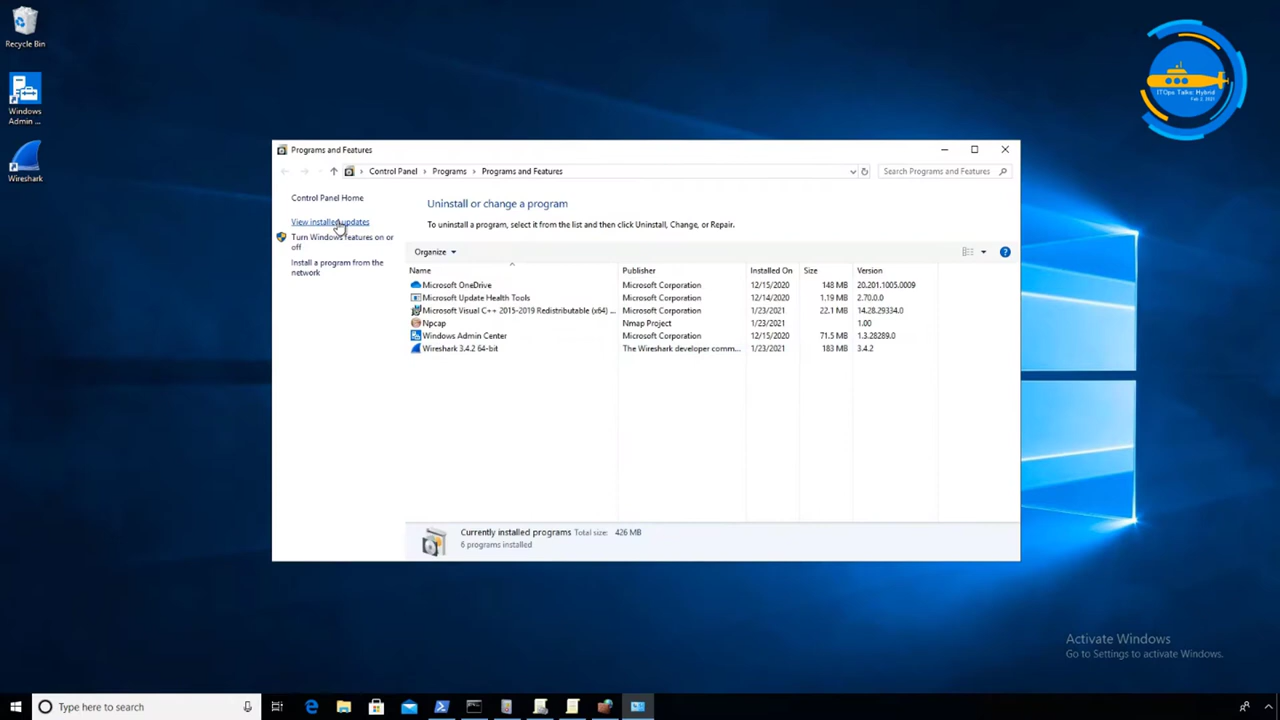 Recycle Bin
Windows
Admin ...
Wireshark
ITOps Talks: Hybrid
Feb 2, 2021
Programs and Features
Control Panel > Programs > Programs and Features
Search Programs and Features
Control Panel Home
View installed updates
Turn Windows features on or
off
Install a program from the
network
Uninstall or change a program
To uninstall a program, select it from the list and then click Uninstall, Change, or Repair.
Organize
Name Publisher Installed On Size Version
Microsoft OneDrive Microsoft Corporation 12/15/2020 148 MB 20.201.1005.0009
Microsoft Update Health Tools Microsoft Corporation 12/14/2020 1.19 MB 2.70.0.0
Microsoft Visual C++ 2015-2019 Redistributable (x64) ... Microsoft Corporation 1/23/2021 22.1 MB 14.28.29334.0
Npcap Nmap Project 1/23/2021 1.00
Windows Admin Center Microsoft Corporation 12/15/2020 71.5 MB 1.3.28289.0
Wireshark 3.4.2 64-bit The Wireshark developer comm... 1/23/2021 183 MB 3.4.2
Currently installed programs Total size: 426 MB
6 programs installed
Activate Windows
Go to Settings to activate Windows.
Type here to search